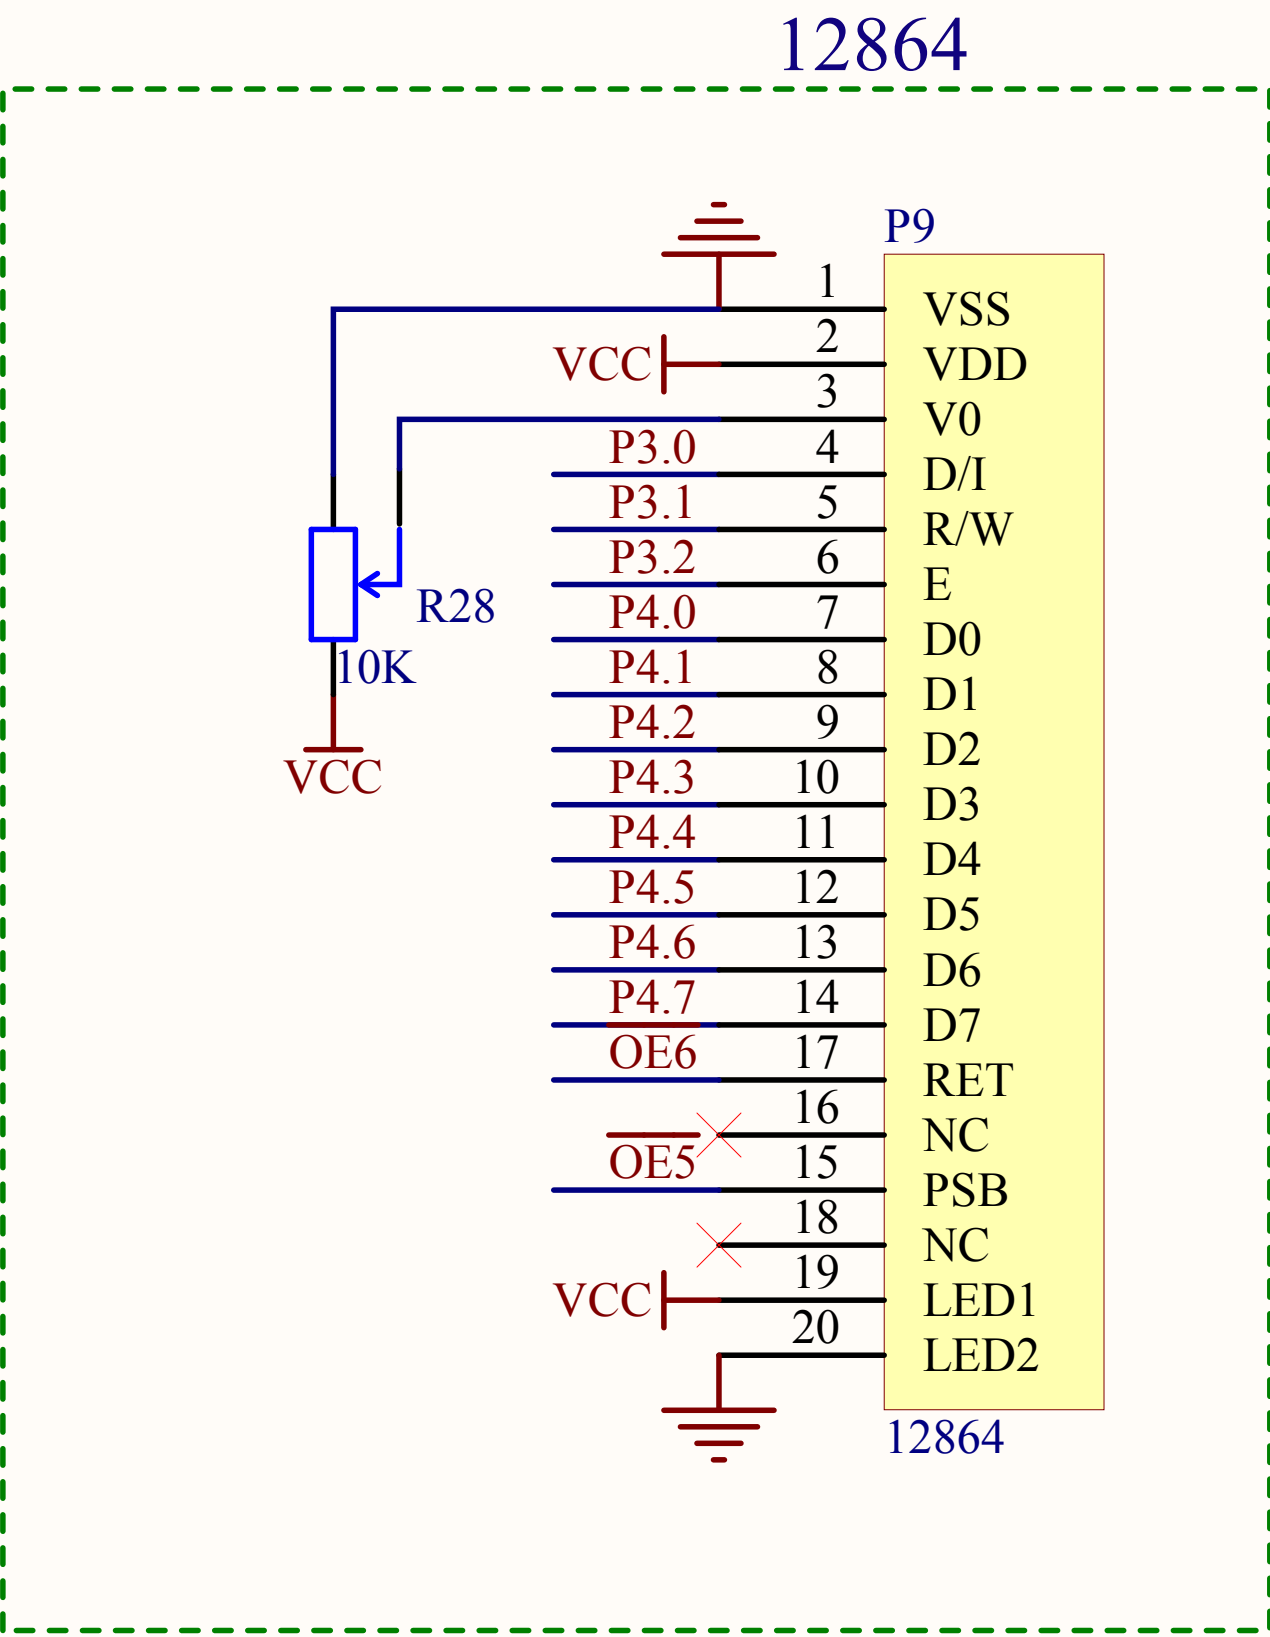 12864
P9
1 VSS
VCC 2 VDD
3 V0
P3.0 4 D/I
P3.1 5 R/W
P3.2 6 E
R28
P4.0 7 D0
10K
P4.1 8 D1
P4.2 9 D2
VCC
P4.3 10 D3
P4.4 11 D4
P4.5 12 D5
P4.6 13 D6
P4.7 14 D7
OE6 17 RET
16 NC
OE5 15 PSB
18 NC
VCC 19 LED1
20 LED2
12864